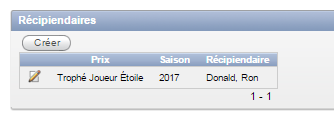 Récipiendaires
Créer
Prix Saison Récipiendaire
Trophé Joueur Étoile 2017 Donald, Ron
1 - 1